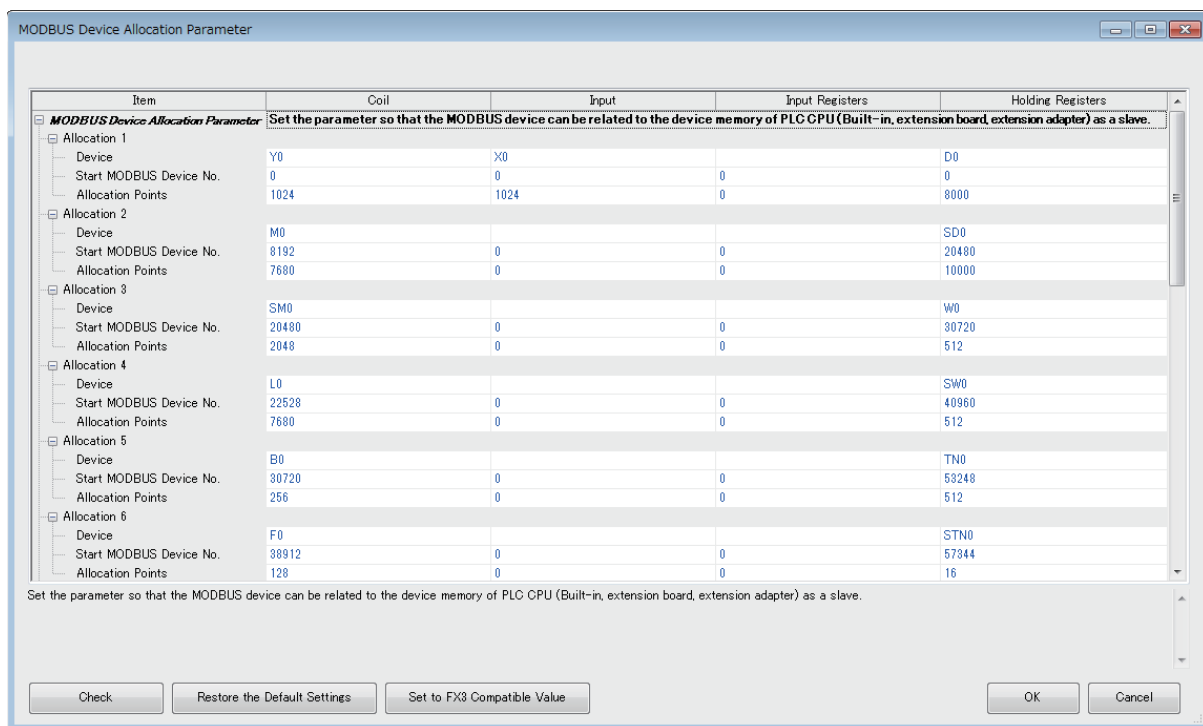 MODBUS Device Allocation Parameter
Item Coil Input Input Registers Holding Registers
MODBUS Device Allocation Parameter Set the parameter so that the MODBUS device can be related to the device memory of PLC CPU (Built-in, extension board, extension adapter) as a slave.
Allocation 1
Device Y0 X0 D0
Start MODBUS Device No. 0 0 0 0
Allocation Points 1024 1024 0 8000
Allocation 2
Device M0 SD0
Start MODBUS Device No. 8192 0 0 20480
Allocation Points 7680 0 0 10000
Allocation 3
Device SM0 W0
Start MODBUS Device No. 20480 0 0 30720
Allocation Points 2048 0 0 512
Allocation 4
Device L0 SW0
Start MODBUS Device No. 22528 0 0 40960
Allocation Points 7680 0 0 512
Allocation 5
Device B0 TN0
Start MODBUS Device No. 30720 0 0 53248
Allocation Points 256 0 0 512
Allocation 6
Device F0 STN0
Start MODBUS Device No. 38912 0 0 57344
Allocation Points 128 0 0 16
Set the parameter so that the MODBUS device can be related to the device memory of PLC CPU (Built-in, extension board, extension adapter) as a slave.
Check Restore the Default Settings Set to FX3 Compatible Value OK Cancel